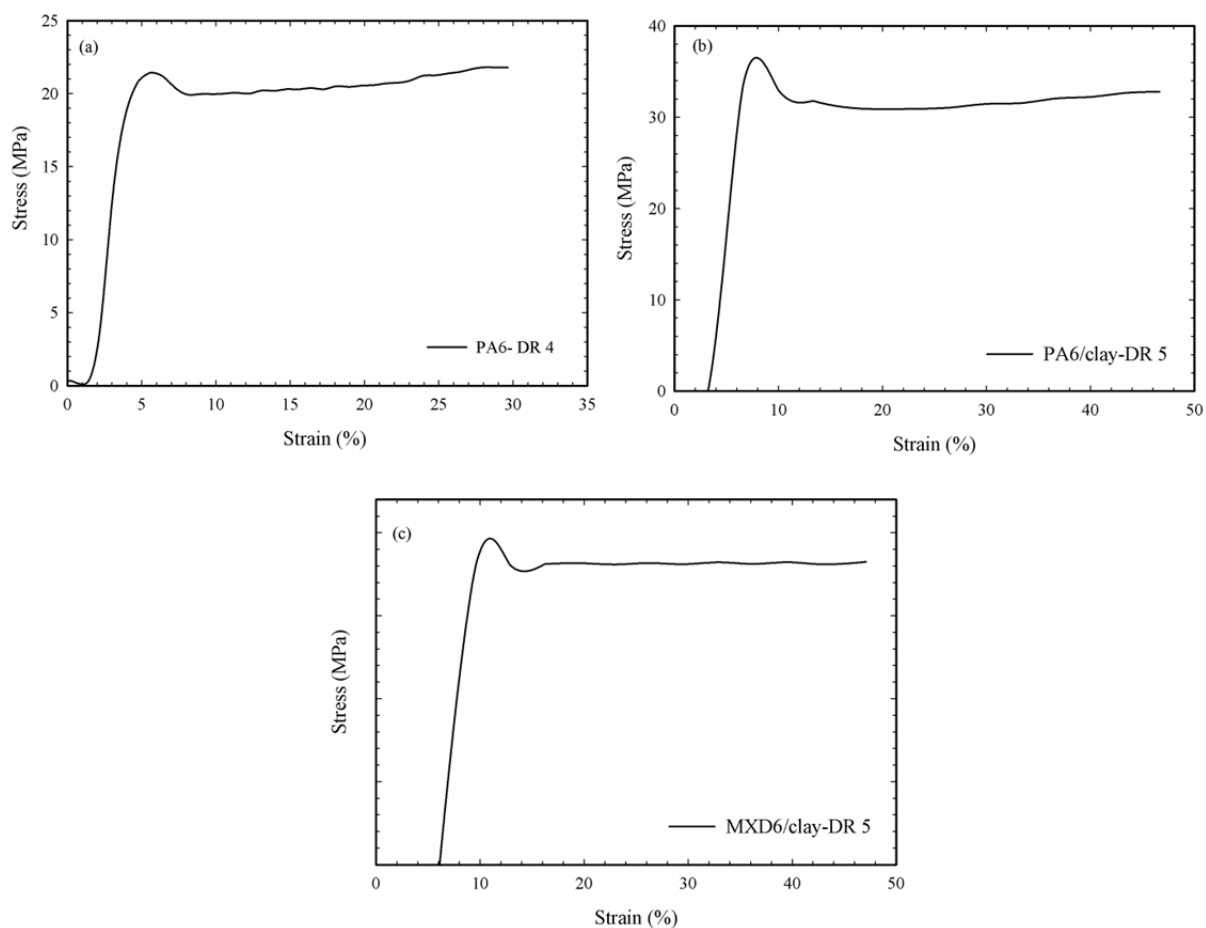 (a)
25
20
15
10
5
0
Stress (MPa)
PA6- DR 4
0 5 10 15 20 25 30 35
Strain (%)
(b)
40
30
20
10
0
Stress (MPa)
PA6/clay-DR 5
0 10 20 30 40 50
Strain (%)
(c)
Stress (MPa)
MXD6/clay-DR 5
0 10 20 30 40 50
Strain (%)